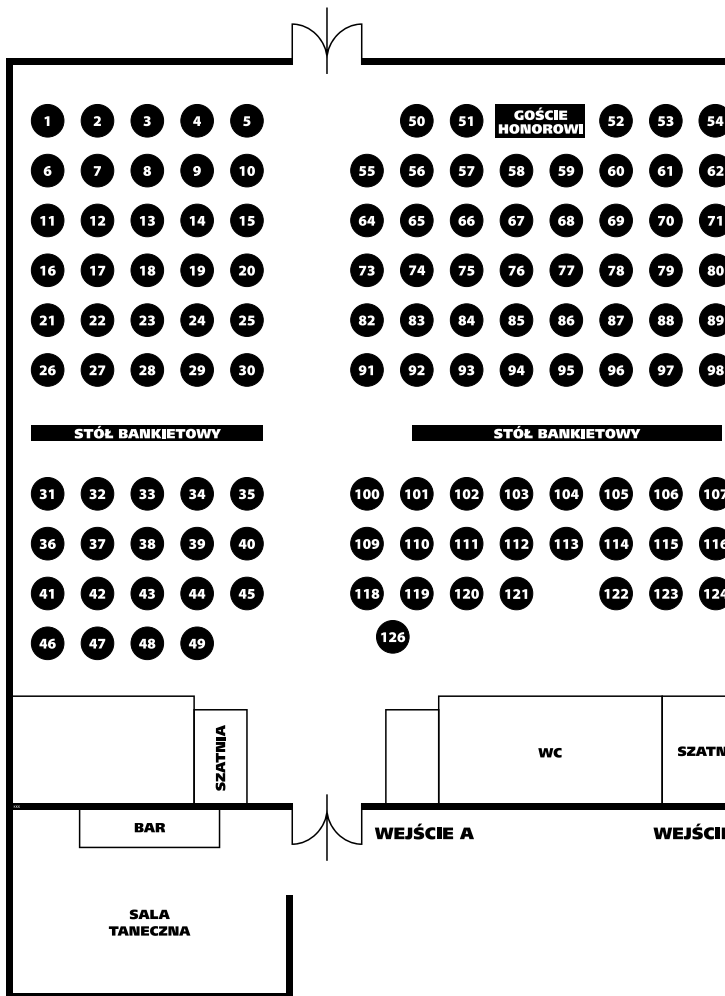 GOŚCIE
HONOROWI
1 2 3 4 5 50 51 52 53 54
6 7 8 9 10 55 56 57 58 59 60 61 62
11 12 13 14 15 64 65 66 67 68 69 70 71
16 17 18 19 20 73 74 75 76 77 78 79 80
21 22 23 24 25 82 83 84 85 86 87 88 89
26 27 28 29 30 91 92 93 94 95 96 97 98
STÓŁ BANKIETOWY STÓŁ BANKIETOWY
31 32 33 34 35 100 101 102 103 104 105 106 107
36 37 38 39 40 109 110 111 112 113 114 115 116
41 42 43 44 45 118 119 120 121 122 123 124
46 47 48 49 126
SZATNIA
WC
SZATN
BAR
WEJŚCIE A
WEJŚCIE
SALA
TANECZNA